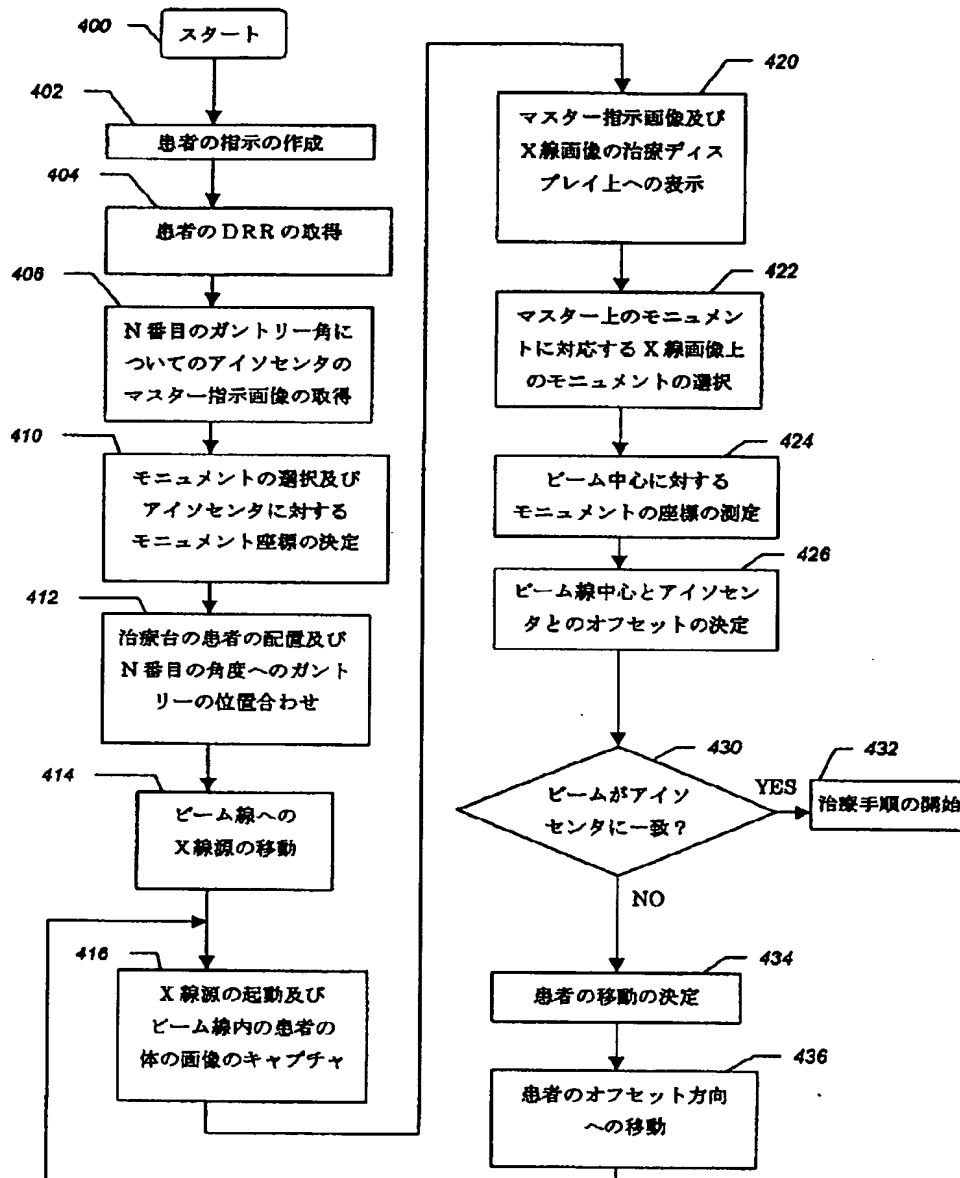 400
スタート
402
患者の指示の作成
404
患者のDRRの取得
408
N番目のガントリー角に
ついてのアイソセンタの
マスター指示画像の取得
410
モニュメントの選択及び
アイソセンタに対する
モニュメント座標の決定
412
治療台の患者の配置及び
N番目の角度へのガント
リーの位置合わせ
414
ビーム線への
X線源の移動
416
X線源の起動及び
ビーム線内の患者の
体の画像のキャプチャ
420
マスター指示画像及び
X線画像の治療ディス
プレイ上への表示
422
マスター上のモニュメン
トに対応するX線画像上
のモニュメントの選択
424
ビーム中心に対する
モニュメントの座標の測定
426
ビーム線中心とアイソセン
タとのオフセットの決定
430
ビームがアイソ
センタに一致?
YES
432
治療手順の開始
NO
434
患者の移動の決定
436
患者のオフセット方向
への移動